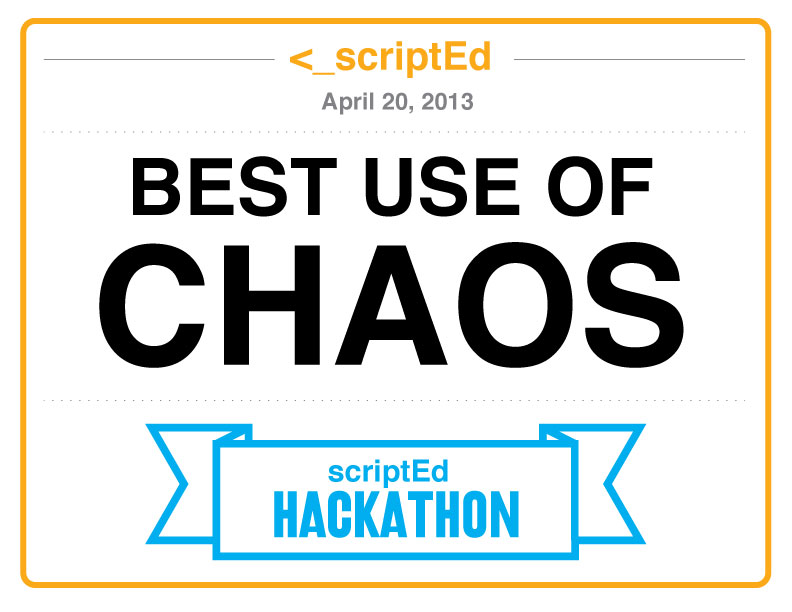 <_scriptEd
April 20, 2013
BEST USE OF
CHAOS
scriptEd
HACKATHON